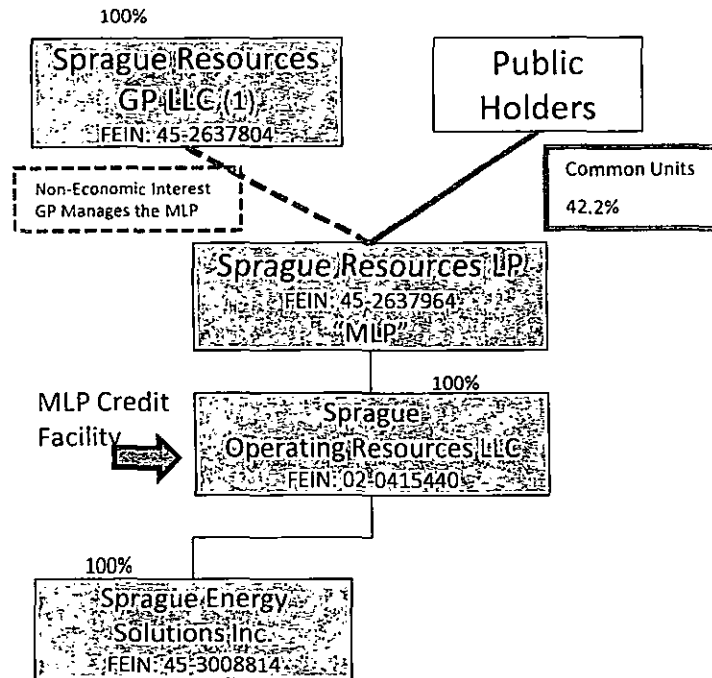 100%
Sprague Resources
GP LLC (1)
FEIN: 45-2637804
Public
Holders
Non-Economic Interest
GP Manages the MLP
Common Units
42.2%
Sprague Resources LP
FEIN: 45-2637964
"MLP"
100%
MLP Credit
Facility
Sprague
Operating Resources LLC
FEIN: 02-0415440
100%
Sprague Energy
Solutions Inc.
FEIN: 45-3008814